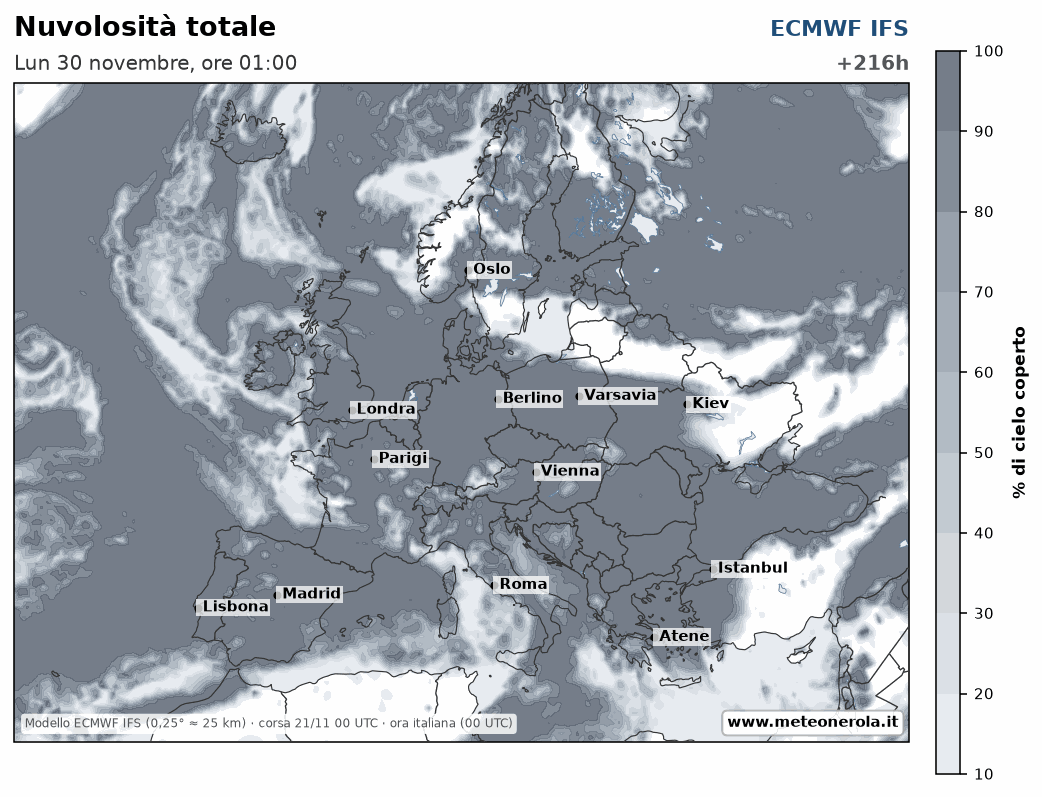 Nuvolosità totale
ECMWF IFS
Lun 30 novembre, ore 01:00
+216h
100
90
80
70
60
50
40
30
20
10
% di cielo coperto
Oslo
Berlino
Varsavia
Kiev
Londra
Parigi
Vienna
Istanbul
Roma
Madrid
Lisbona
Atene
Modello ECMWF IFS (0,25° ≈ 25 km) · corsa 21/11 00 UTC · ora italiana (00 UTC)
www.meteonerola.it